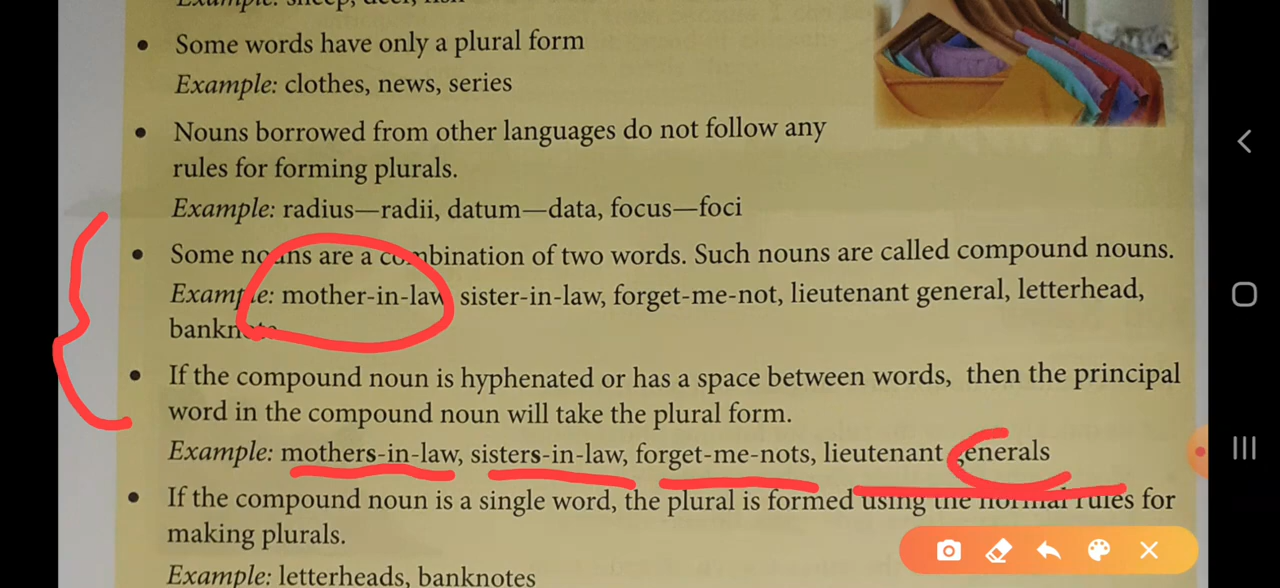 Example: sheep, deer, fish
• Some words have only a plural form
Example: clothes, news, series
• Nouns borrowed from other languages do not follow any
rules for forming plurals.
Example: radius—radii, datum—data, focus—foci
• Some nouns are a combination of two words. Such nouns are called compound nouns.
Example: mother-in-law, sister-in-law, forget-me-not, lieutenant general, letterhead,
banknote
• If the compound noun is hyphenated or has a space between words, then the principal
word in the compound noun will take the plural form.
Example: mothers-in-law, sisters-in-law, forget-me-nots, lieutenant generals
• If the compound noun is a single word, the plural is formed using the normal rules for
making plurals.
Example: letterheads, banknotes